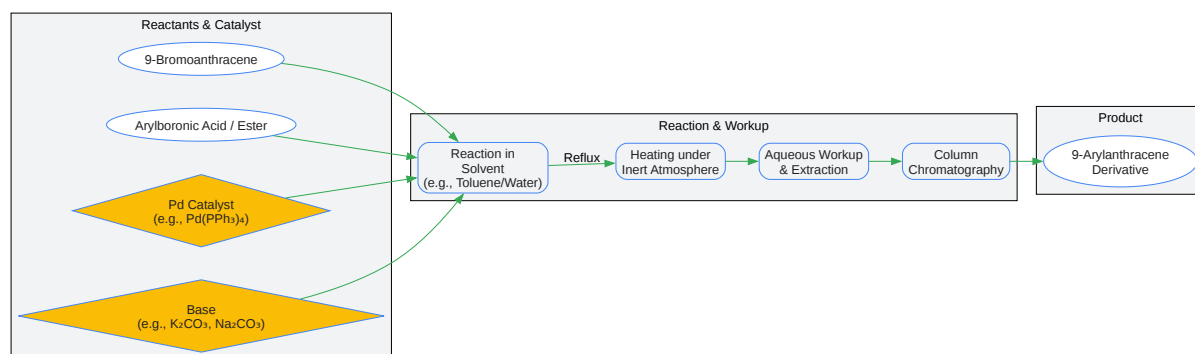 Reactants & Catalyst
9-Bromoanthracene
Arylboronic Acid / Ester
Pd Catalyst
(e.g., Pd(PPh₃)₄)
Base
(e.g., K₂CO₃, Na₂CO₃)
Reaction & Workup
Reaction in
Solvent
(e.g., Toluene/Water)
Reflux
Heating under
Inert Atmosphere
Aqueous Workup
& Extraction
Column
Chromatography
Product
9-Arylanthracene
Derivative